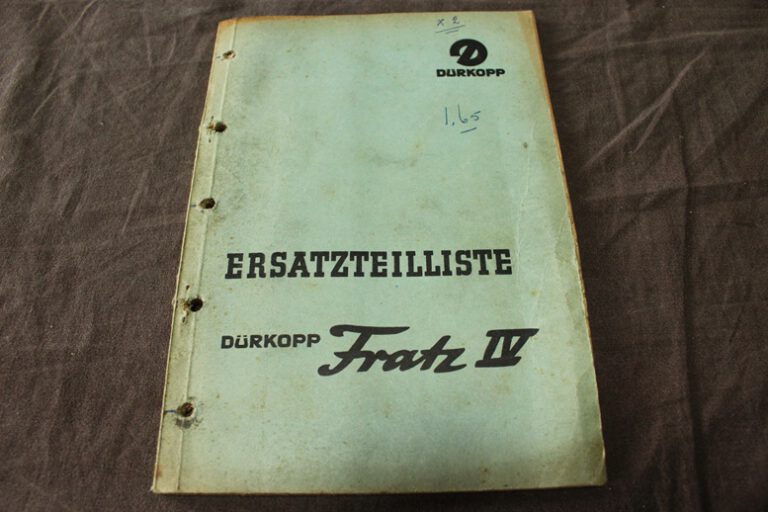 x 2
DÜRKOPP
1,65
ERSATZTEILLISTE
DÜRKOPP Fratz IV